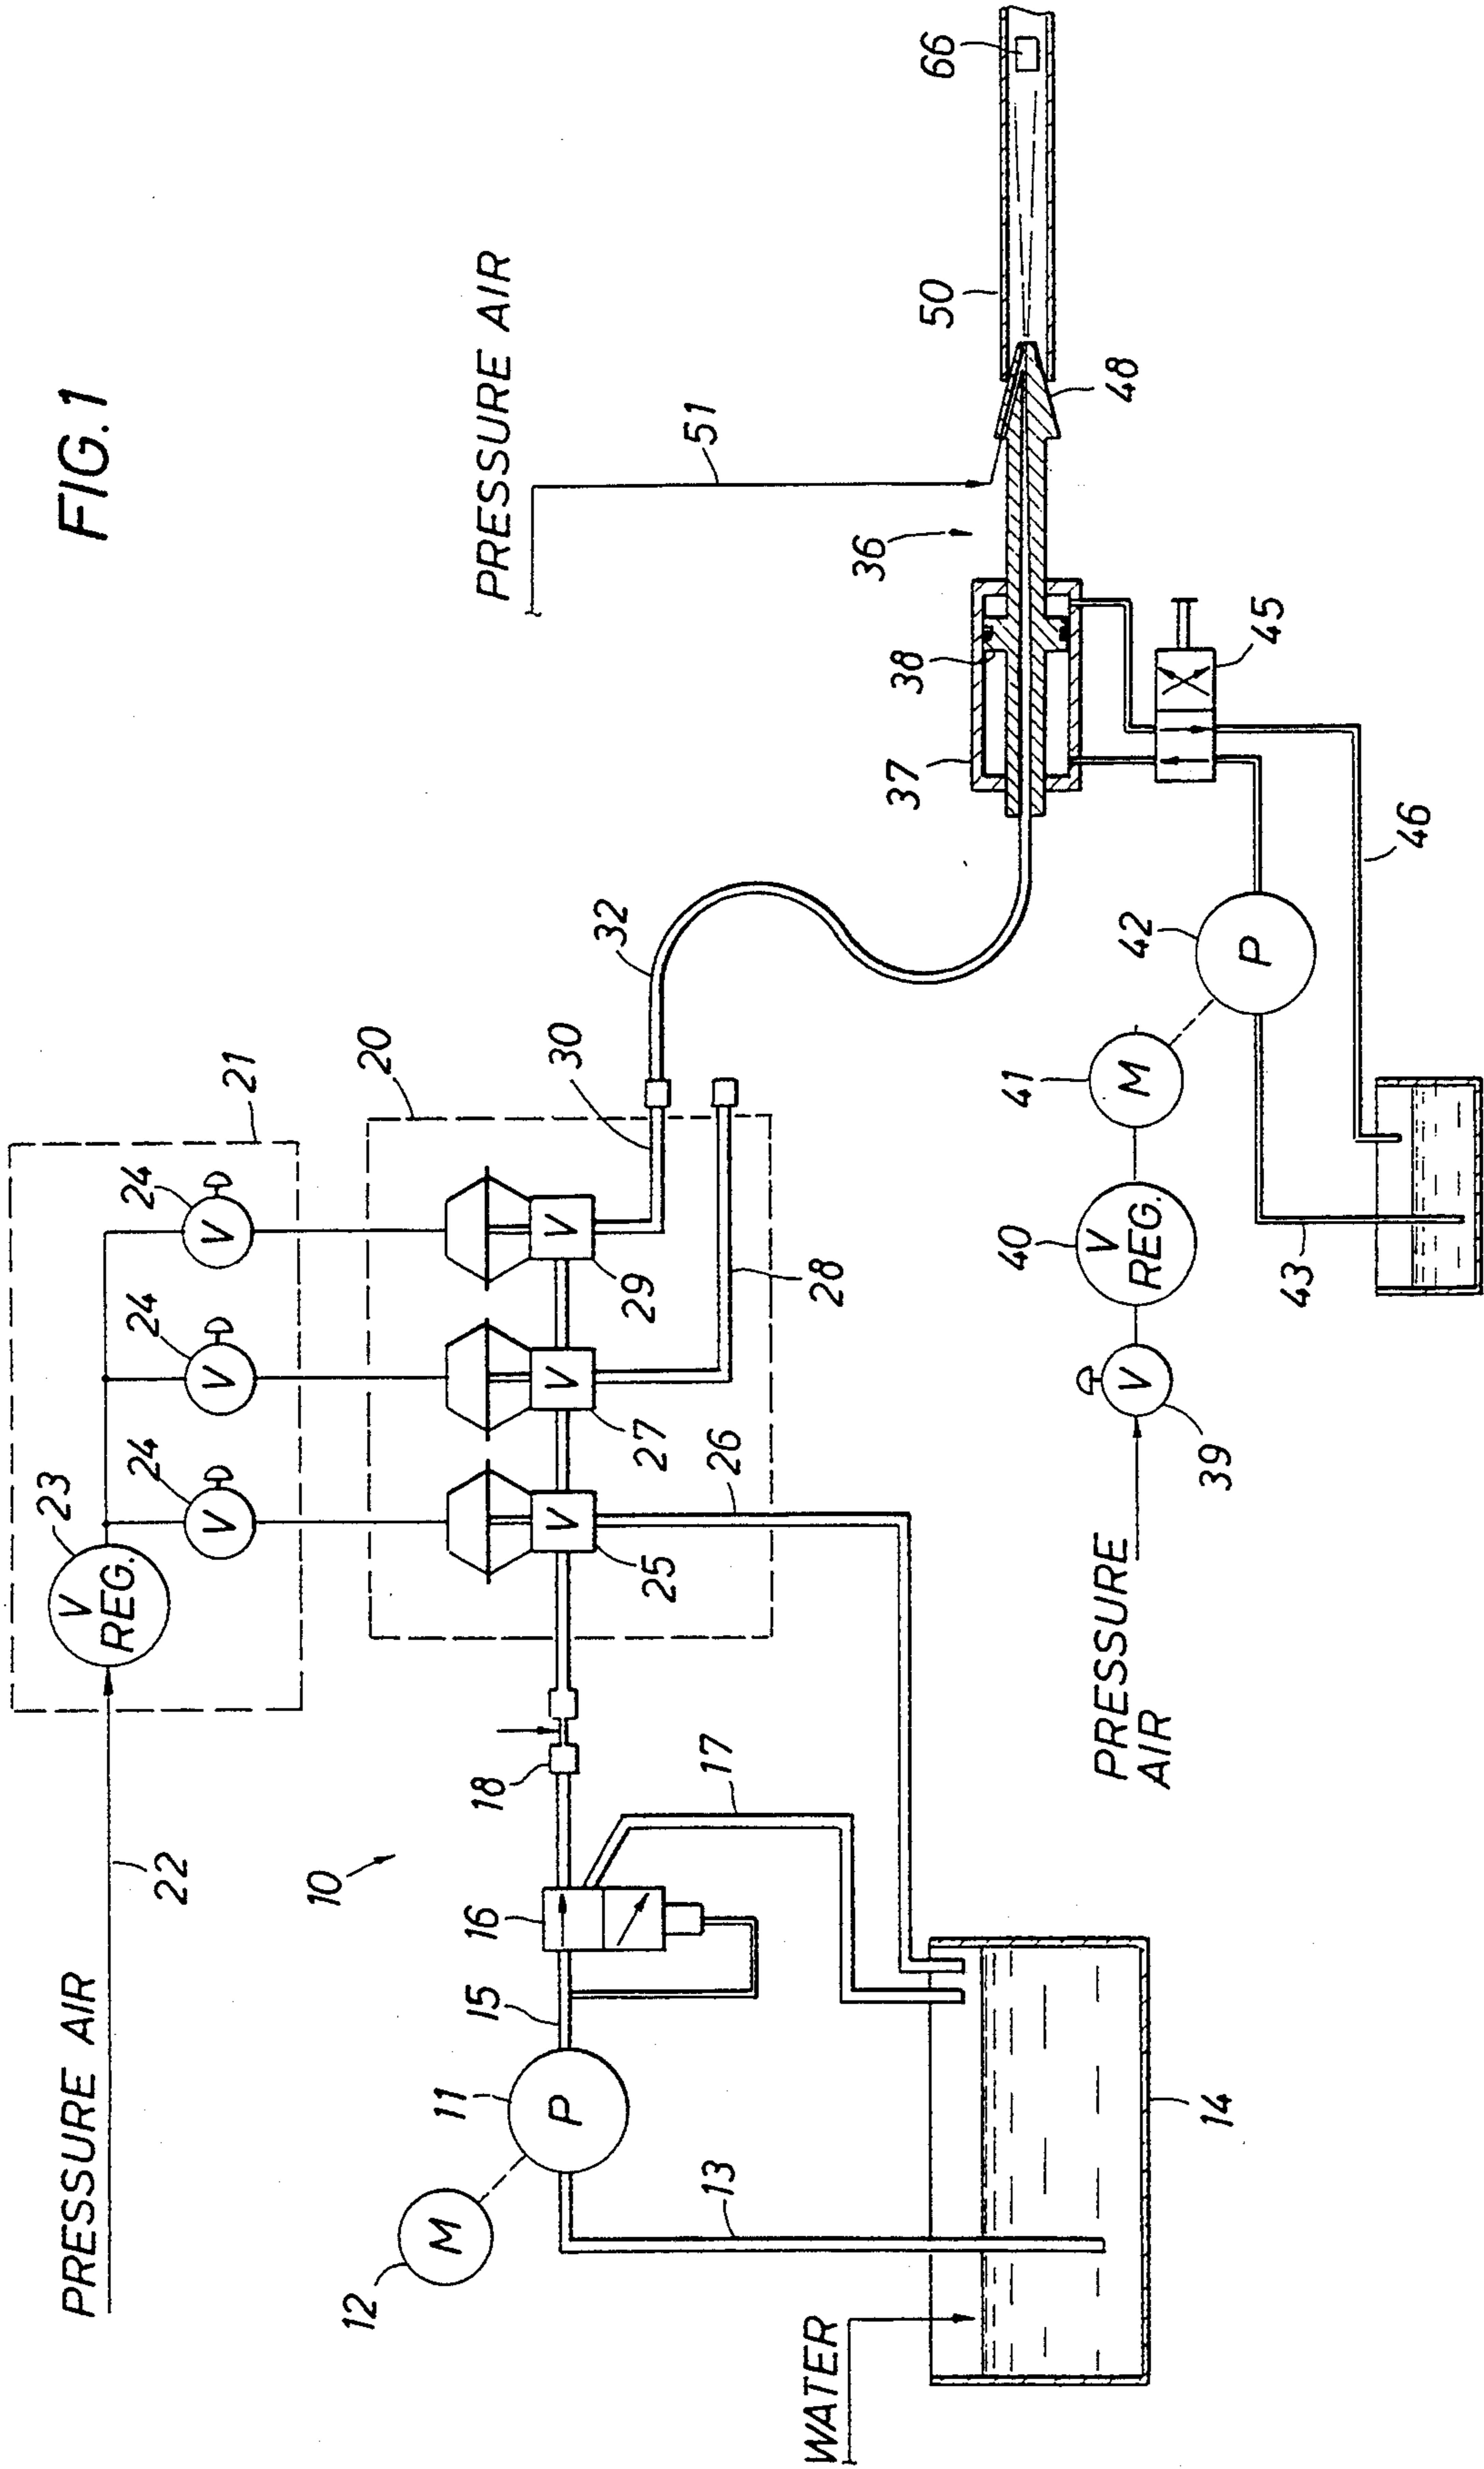 FIG.1
PRESSURE AIR
22
23
V
REG.
24
V
24
V
24
V
21
20
PRESSURE AIR
51
10
12
M
11
P
15
16
18
17
13
WATER
14
V
25
V
27
V
29
26
28
30
32
36
37
38
48
50
66
PRESSURE
AIR
39
V
40
V
REG.
41
M
42
P
43
45
46